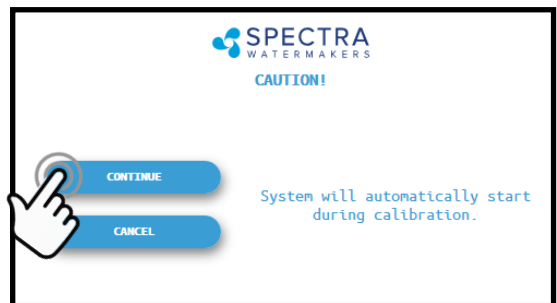 SPECTRA
WATERMAKERS
CAUTION!
CONTINUE
System will automatically start
during calibration.
CANCEL